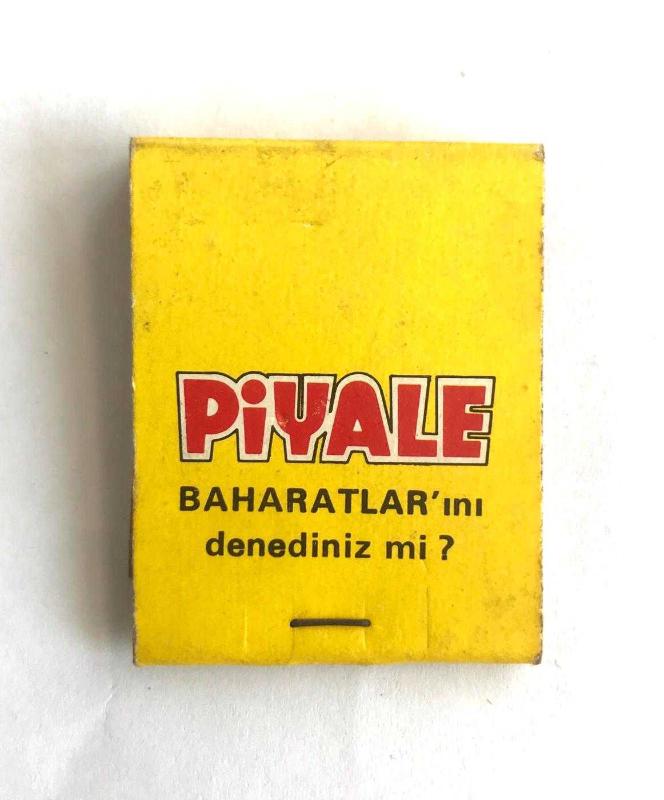 PiYALE
BAHARATLAR'ını
denediniz mi ?